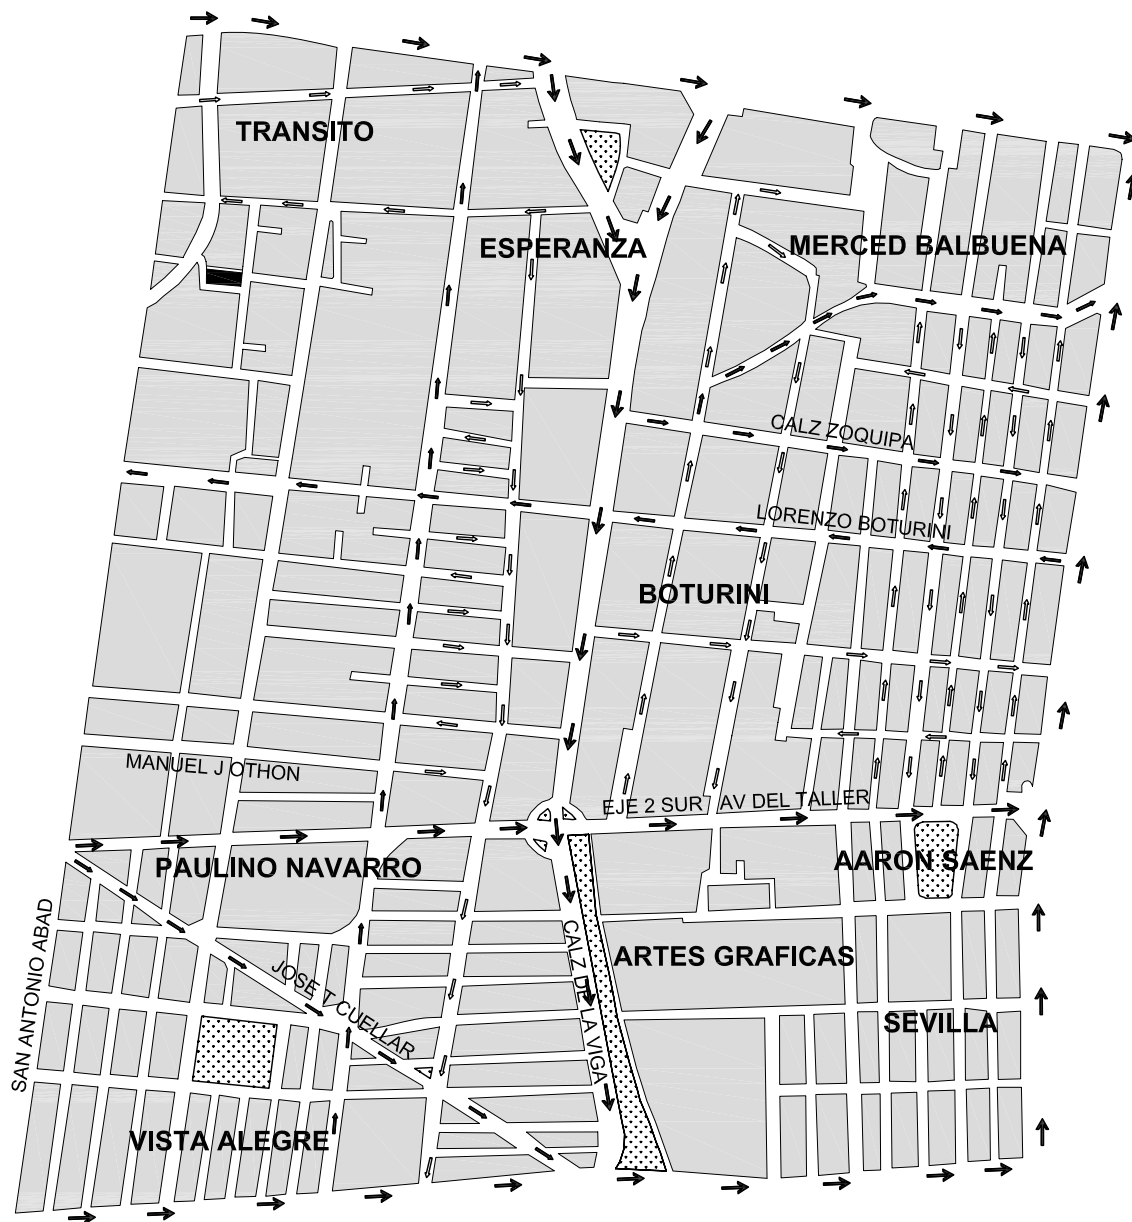 TRANSITO
ESPERANZA
MERCED BALBUENA
CALZ ZOQUIPA
LORENZO BOTURINI
BOTURINI
MANUEL J OTHON
EJE 2 SUR AV DEL TALLER
PAULINO NAVARRO
AARON SAENZ
SAN ANTONIO ABAD
JOSE T CUELLAR
CALZ DE LA VIGA
ARTES GRAFICAS
SEVILLA
VISTA ALEGRE